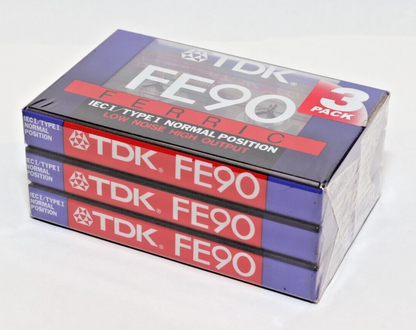 TDK
FE90
FERRIC
IEC I / TYPE I NORMAL POSITION
LOW NOISE HIGH OUTPUT
3
PACK
IEC I / TYPE I
NORMAL
POSITION
TDK FE90
IEC I / TYPE I
NORMAL
POSITION
TDK FE90
IEC I / TYPE I
NORMAL
POSITION
TDK FE90